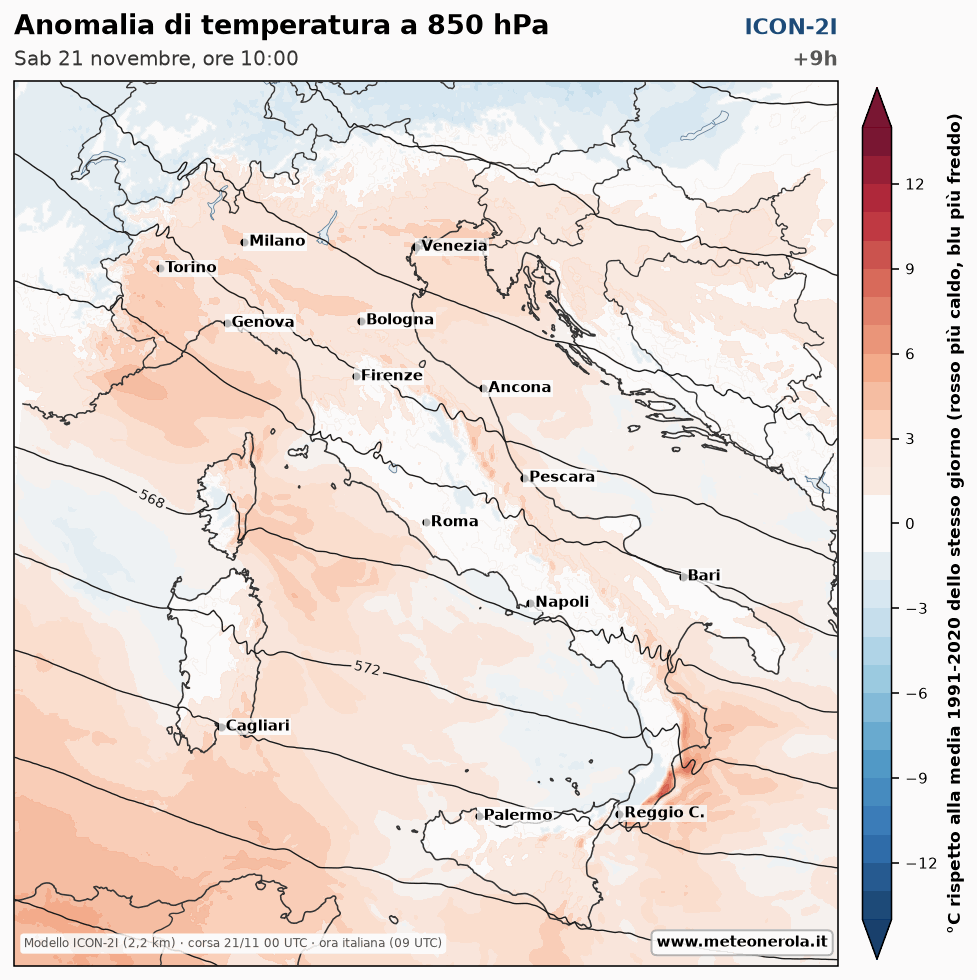 Anomalia di temperatura a 850 hPa
ICON-2I
Sab 21 novembre, ore 10:00
+9h
Milano
Venezia
Torino
Genova
Bologna
Firenze
Ancona
Pescara
568
Roma
Bari
Napoli
572
Cagliari
Palermo
Reggio C.
Modello ICON-2I (2,2 km) · corsa 21/11 00 UTC · ora italiana (09 UTC)
www.meteonerola.it
12
9
6
3
0
−3
−6
−9
−12
°C rispetto alla media 1991-2020 dello stesso giorno (rosso più caldo, blu più freddo)